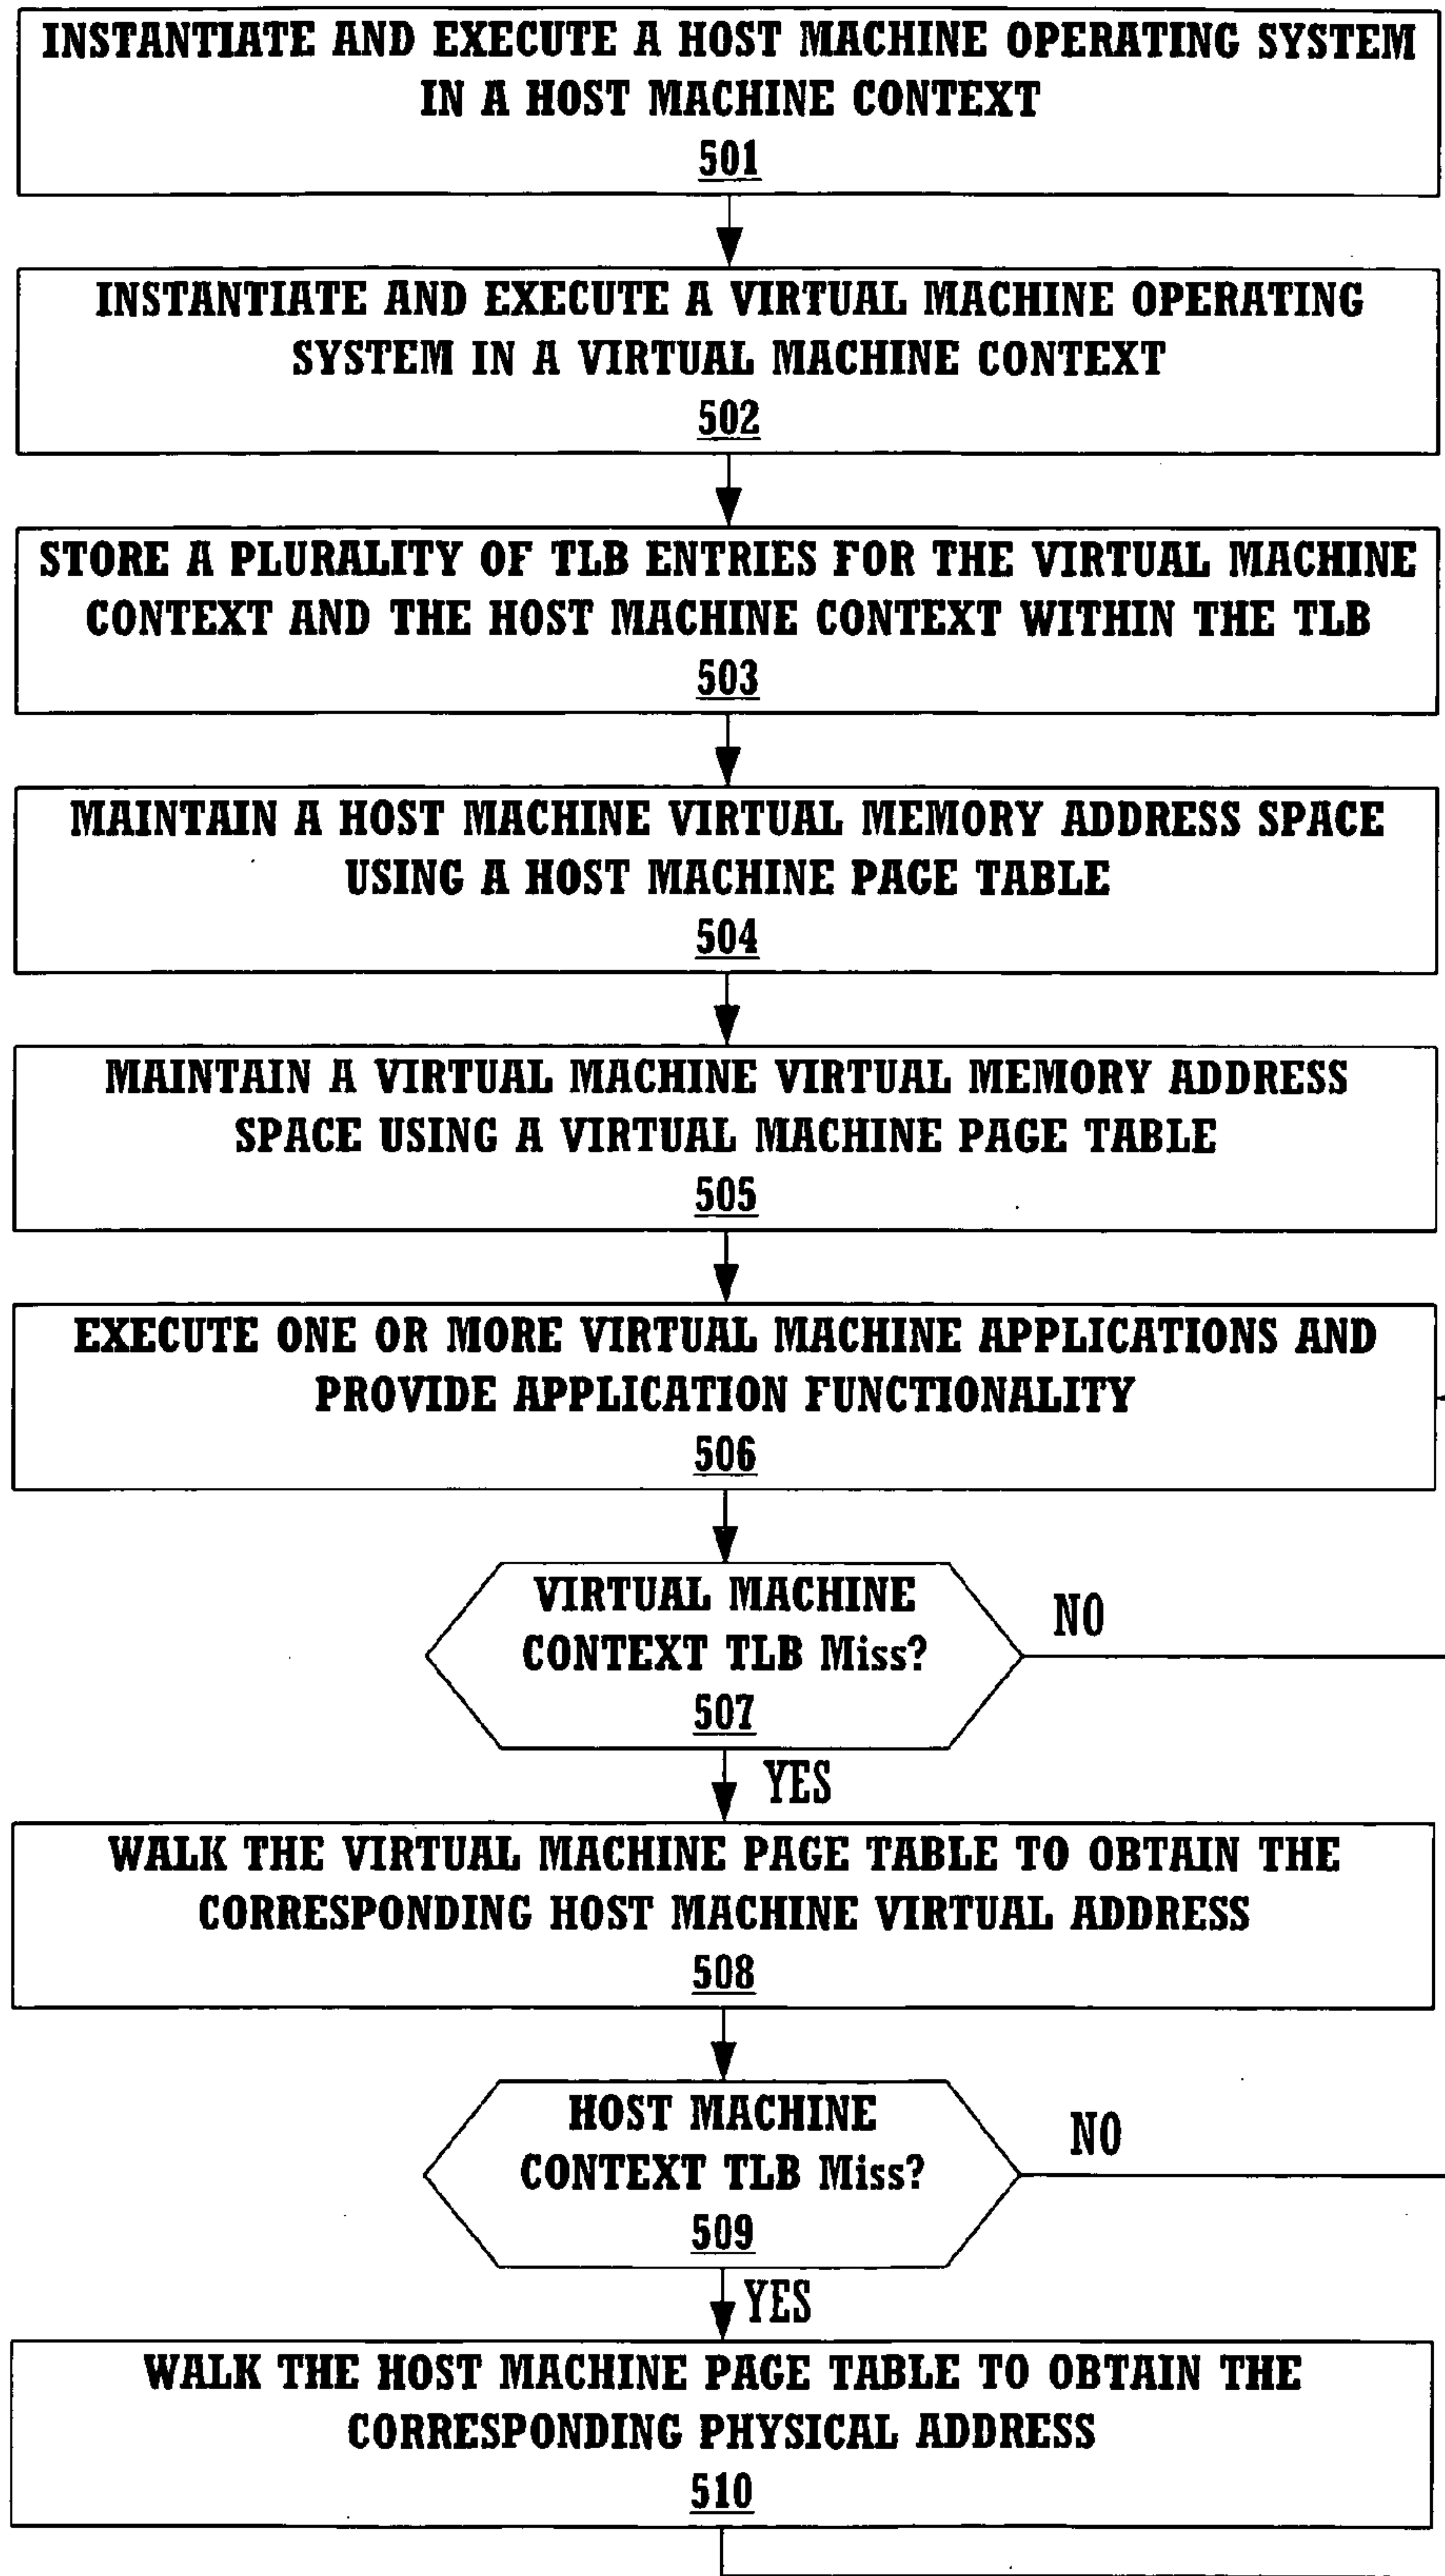 INSTANTIATE AND EXECUTE A HOST MACHINE OPERATING SYSTEM
IN A HOST MACHINE CONTEXT
501
INSTANTIATE AND EXECUTE A VIRTUAL MACHINE OPERATING
SYSTEM IN A VIRTUAL MACHINE CONTEXT
502
STORE A PLURALITY OF TLB ENTRIES FOR THE VIRTUAL MACHINE
CONTEXT AND THE HOST MACHINE CONTEXT WITHIN THE TLB
503
MAINTAIN A HOST MACHINE VIRTUAL MEMORY ADDRESS SPACE
USING A HOST MACHINE PAGE TABLE
504
MAINTAIN A VIRTUAL MACHINE VIRTUAL MEMORY ADDRESS
SPACE USING A VIRTUAL MACHINE PAGE TABLE
505
EXECUTE ONE OR MORE VIRTUAL MACHINE APPLICATIONS AND
PROVIDE APPLICATION FUNCTIONALITY
506
VIRTUAL MACHINE
CONTEXT TLB Miss?
507
NO
YES
WALK THE VIRTUAL MACHINE PAGE TABLE TO OBTAIN THE
CORRESPONDING HOST MACHINE VIRTUAL ADDRESS
508
HOST MACHINE
CONTEXT TLB Miss?
509
NO
YES
WALK THE HOST MACHINE PAGE TABLE TO OBTAIN THE
CORRESPONDING PHYSICAL ADDRESS
510